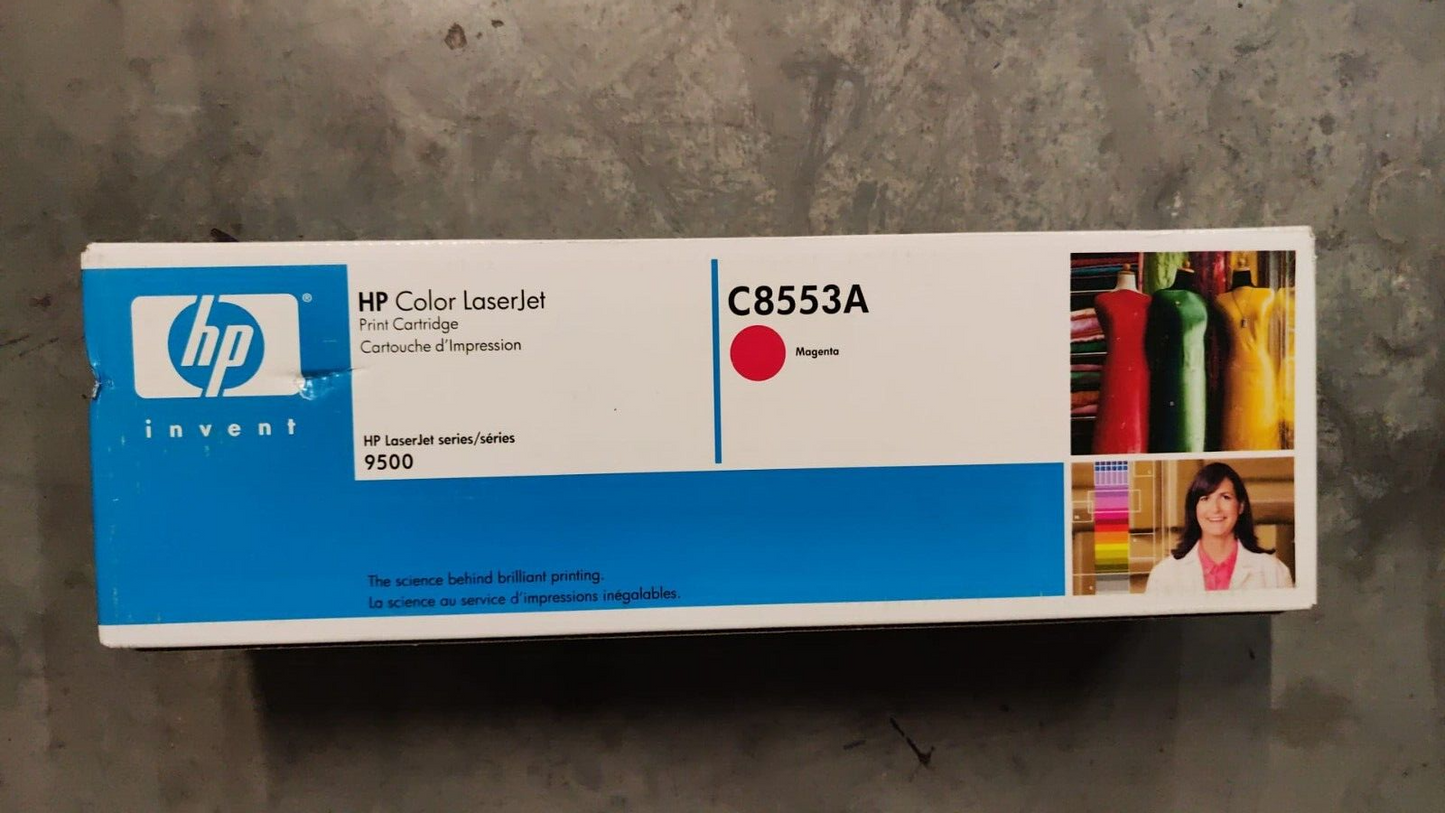 hp
®
invent
HP Color LaserJet
Print Cartridge
Cartouche d'Impression
HP LaserJet series/séries
9500
C8553A
Magenta
The science behind brilliant printing.
La science au service d'impressions inégalables.